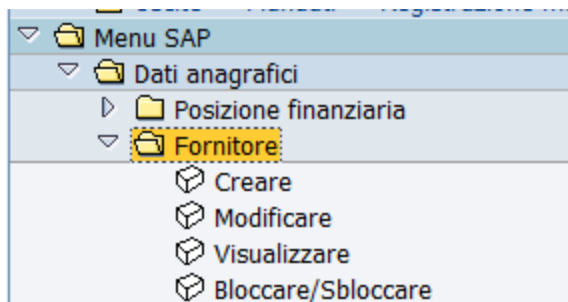 Menu SAP
Dati anagrafici
Posizione finanziaria
Fornitore
Creare
Modificare
Visualizzare
Bloccare/Sbloccare